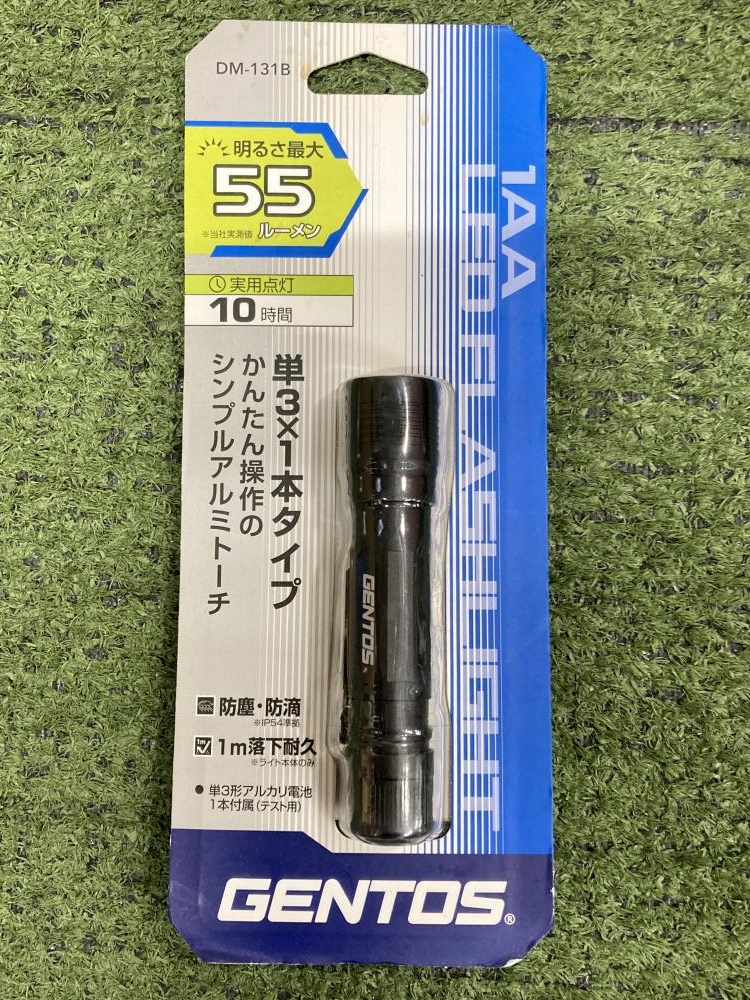 DM-131B
明るさ最大
55
※当社実測値 ルーメン
実用点灯
10時間
1AA
LED FLASHLIGHT
単3×1本タイプ
かんたん操作の
シンプルアルミトーチ
GENTOS.
防塵・防滴
※IP54準拠
1m
1m落下耐久
※ライト本体のみ
● 単3形アルカリ電池
1本付属(テスト用)
GENTOS®